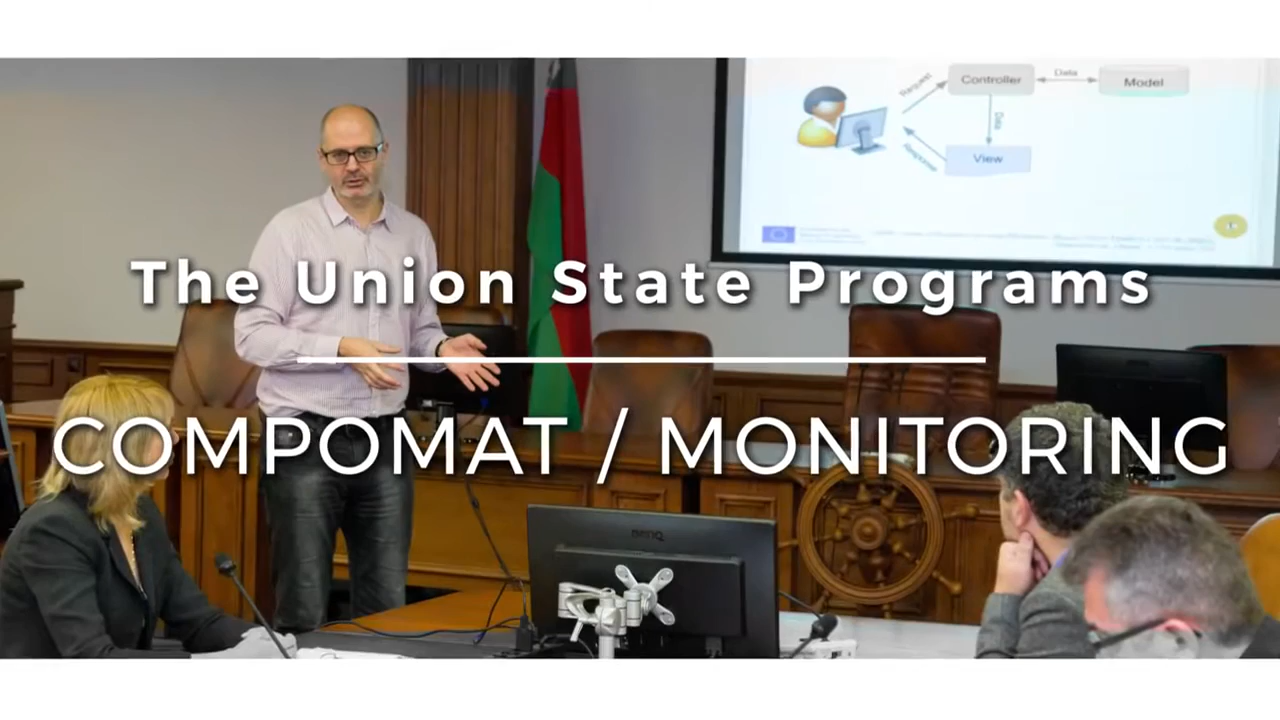 Request
Controller
Data
Model
Data
Response
View
The Union State Programs
COMPOMAT / MONITORING
BenQ